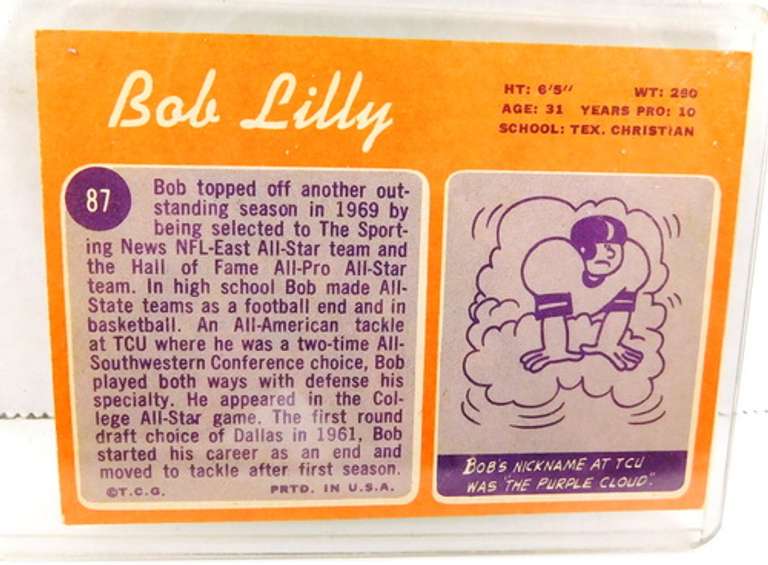 Bob Lilly
HT: 6'5" WT: 260
AGE: 31 YEARS PRO: 10
SCHOOL: TEX. CHRISTIAN
87
Bob topped off another out-
standing season in 1969 by
being selected to The Sport-
ing News NFL-East All-Star team and
the Hall of Fame All-Pro All-Star
team. In high school Bob made All-
State teams as a football end and in
basketball. An All-American tackle
at TCU where he was a two-time All-
Southwestern Conference choice, Bob
played both ways with defense his
specialty. He appeared in the Col-
lege All-Star game. The first round
draft choice of Dallas in 1961, Bob
started his career as an end and
moved to tackle after first season.
©T.C.G. PRTD. IN U.S.A.
BOB'S NICKNAME AT TCU
WAS "THE PURPLE CLOUD".